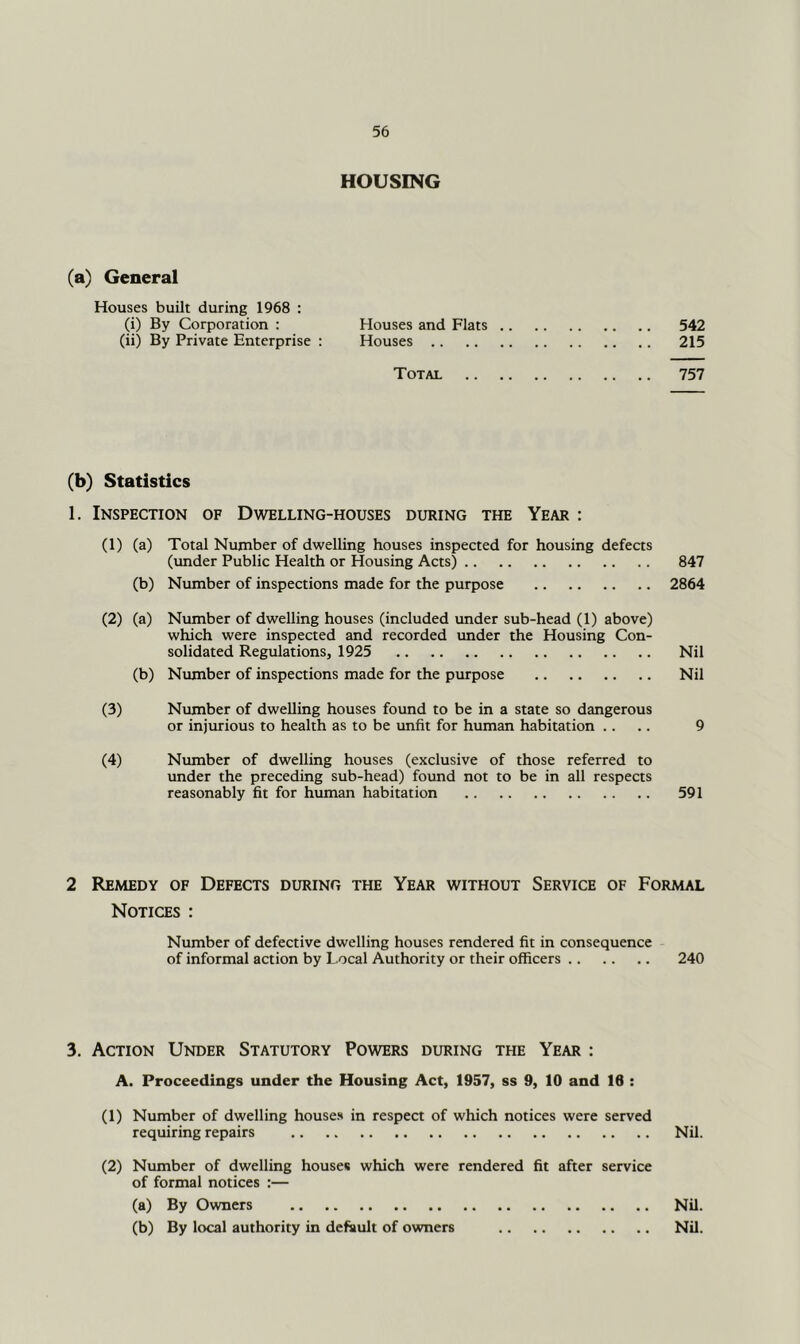 56
HOUSING
(a) General
Houses built during 1968 :
(i) By Corporation : Houses and Flats .. .. .. .. .. 542
(ii) By Private Enterprise : Houses .. .. .. .. .. .. .. 215
TOTAL .. .. .. .. .. .. 757
(b) Statistics
1. INSPECTION OF DWELLING-HOUSES DURING THE YEAR :
(1) (a) Total Number of dwelling houses inspected for housing defects
(under Public Health or Housing Acts) .. .. .. .. .. .. 847
(b) Number of inspections made for the purpose .. .. .. .. 2864
(2) (a) Number of dwelling houses (included under sub-head (1) above)
which were inspected and recorded under the Housing Con-
solidated Regulations, 1925 .. .. .. .. .. .. .. .. Nil
(b) Number of inspections made for the purpose .. .. .. .. Nil
(3) Number of dwelling houses found to be in a state so dangerous
or injurious to health as to be unfit for human habitation .. .. 9
(4) Number of dwelling houses (exclusive of those referred to
under the preceding sub-head) found not to be in all respects
reasonably fit for human habitation .. .. .. .. .. .. 591
2 REMEDY OF DEFECTS DURING THE YEAR WITHOUT SERVICE OF FORMAL
NOTICES :
Number of defective dwelling houses rendered fit in consequence
of informal action by Local Authority or their officers .. .. .. 240
3. ACTION UNDER STATUTORY POWERS DURING THE YEAR :
A. Proceedings under the Housing Act, 1957, ss 9, 10 and 16 :
(1) Number of dwelling houses in respect of which notices were served
requiring repairs .. .. .. .. .. .. .. .. .. .. .. Nil.
(2) Number of dwelling houses which were rendered fit after service
of formal notices :—
(a) By Owners .. .. .. .. .. .. .. .. .. .. .. Nil.
(b) By local authority in default of owners .. .. .. .. .. Nil.